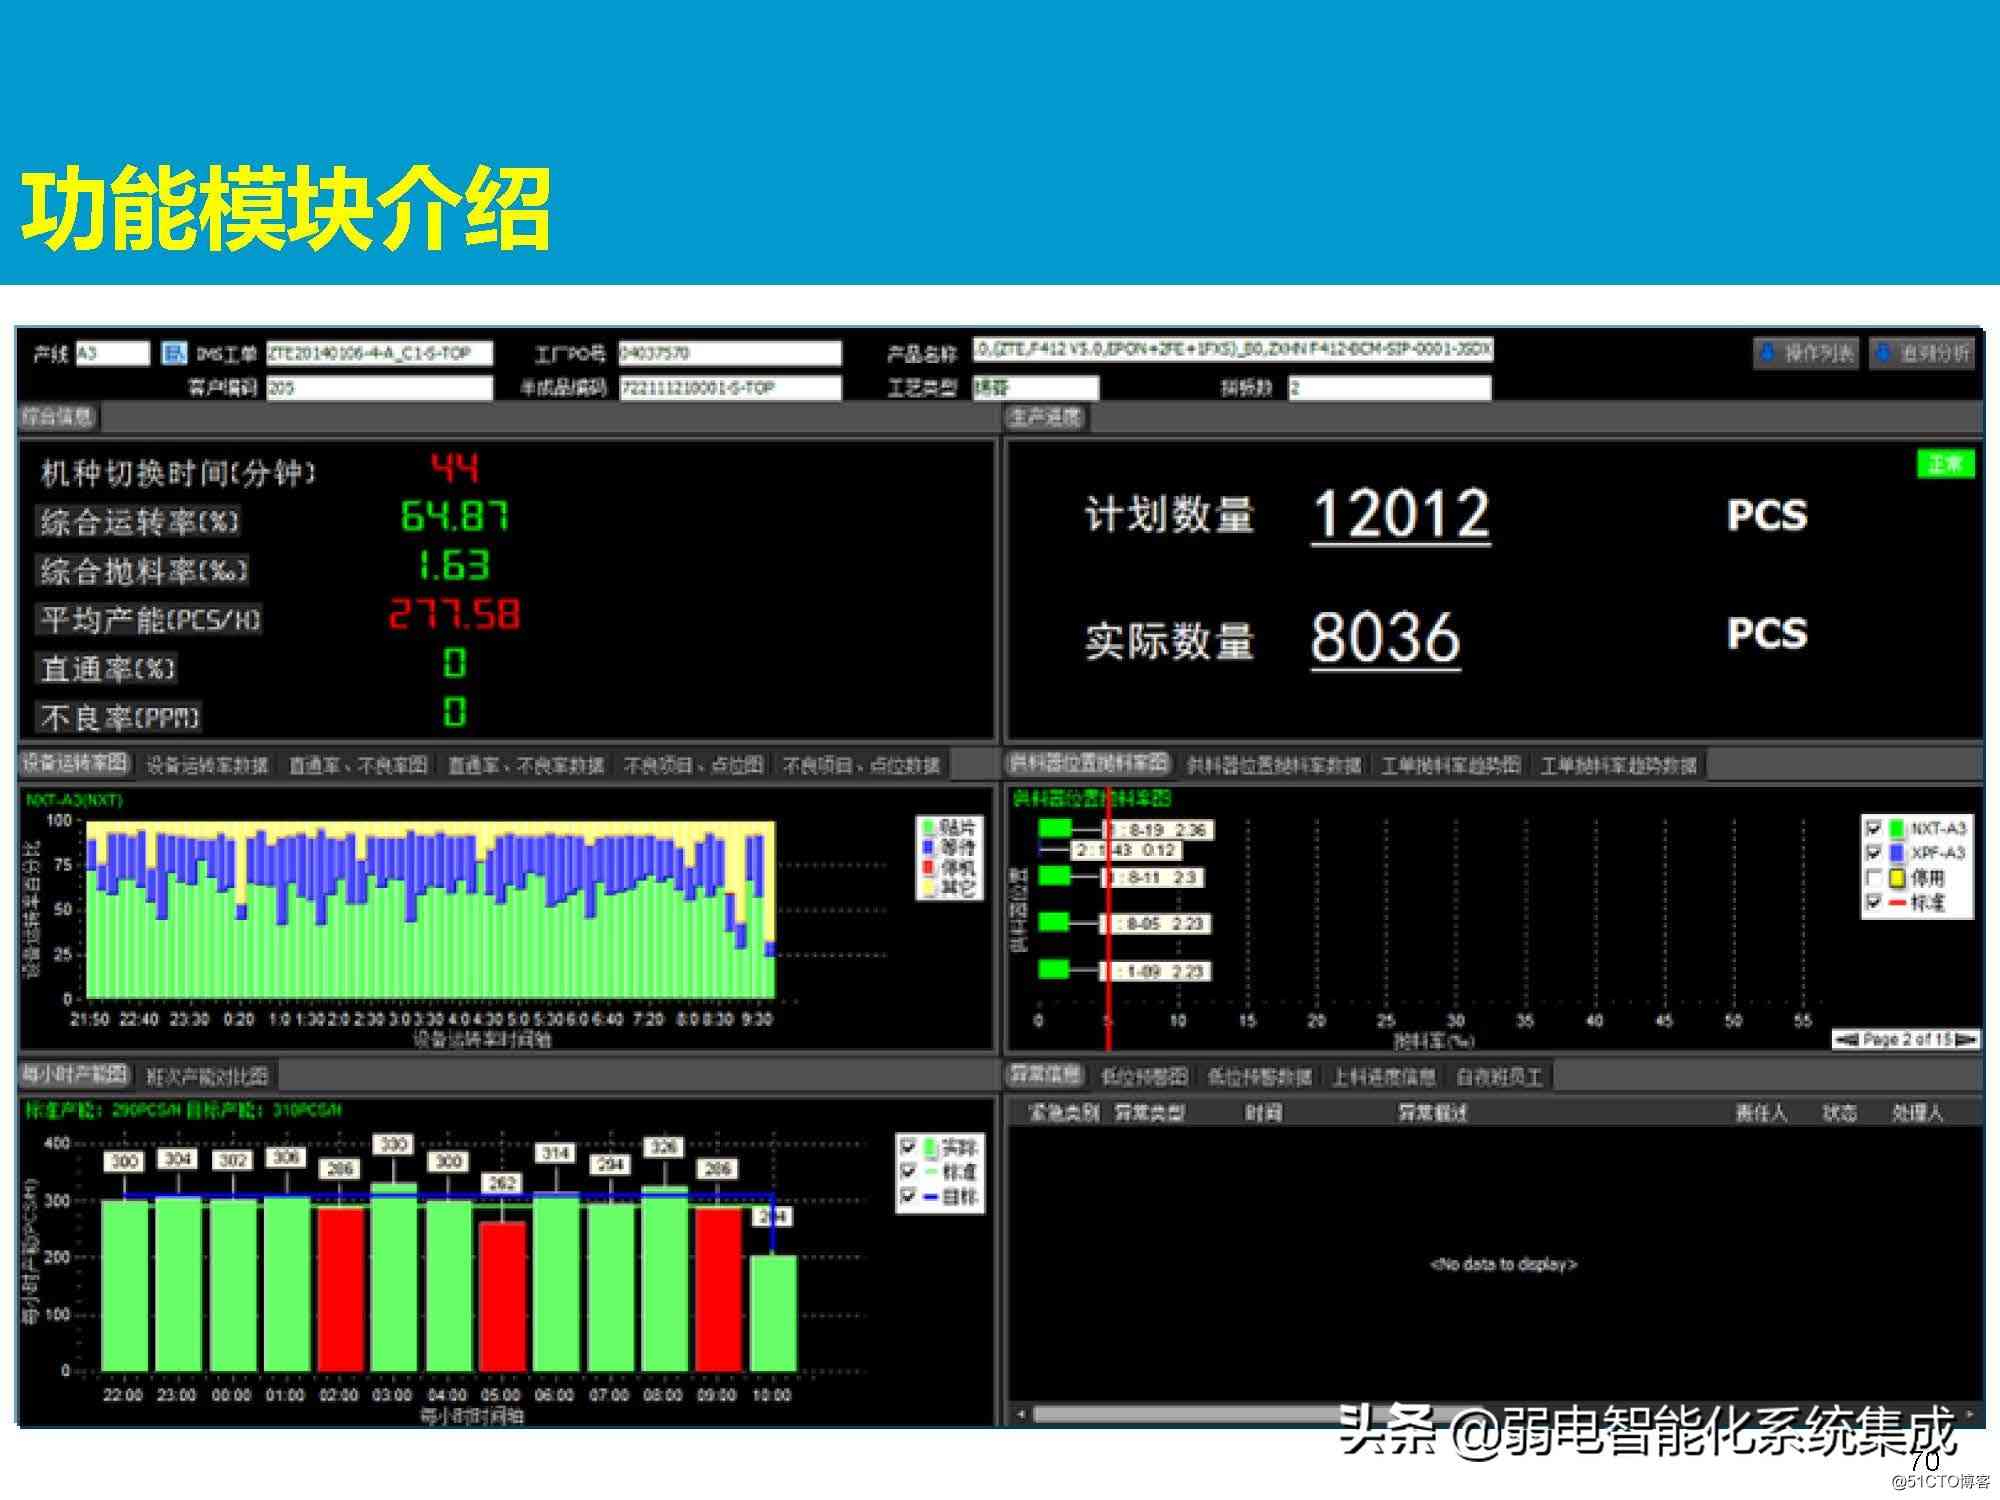 功能模块介绍
产线 A3 IMS工单 ZTE20140106-4-A_C1-S-TOP 工厂PO号 04037570 产品名称 .0,(ZTE,F412 V5.0,EPON+2FE+1FXS)_B0,ZXHN F412-BCM-SIP-0001-JSDX 操作列表 追溯分析
客户编码 205 半成品编码 722111210001-S-TOP 工艺类型 拼板数 2
综合信息
机种切换时间(分钟) 44
综合运转率(%) 64.87
综合抛料率(‰) 1.63
平均产能(PCS/H) 277.58
直通率(%) 0
不良率(PPM) 0
生产进度
正常
计划数量 12012 PCS
实际数量 8036 PCS
设备运转率图 设备运转率数据 直通率、不良率图 直通率、不良率数据 不良项目、点位图 不良项目、点位数据
NXT-A3(NXT)
设备运转率百分比
100
75
50
25
0
21:50 22:40 23:30 0:20 1:0 1:30 2:0 2:30 3:0 3:30 4:0 4:30 5:0 5:30 6:0 6:40 7:20 8:0 8:30 9:30
设备运转率时间轴
贴片
等待
停机
其它
供料器位置抛料率图 供料器位置抛料率数据 工单抛料率趋势图 工单抛料率趋势数据
供料器位置抛料率图
供料器位置
1:8-19 2.36
2:1-43 0.12
1:8-11 2.3
1:8-05 2.23
1:1-09 2.23
0 5 10 15 20 25 30 35 40 45 50 55
抛料率(‰)
NXT-A3
XPF-A3
停用
标准
Page 2 of 15
每小时产能图 班次产能对比图
标准产能：290PCS/H 目标产能：310PCS/H
每小时产能(PCS/H)
400
300
200
100
0
300 304 302 306 286 330 300 262 314 294 326 286 204
22:00 23:00 00:00 01:00 02:00 03:00 04:00 05:00 06:00 07:00 08:00 09:00 10:00
每小时时间轴
实际
标准
目标
异常信息 低位预警图 低位预警数据 上料进度信息 白夜班员工
紧急类别 异常类型 时间 异常描述 责任人 状态 处理人
<No data to display>
头条 @弱电智能化系统集成
70
@51CTO博客